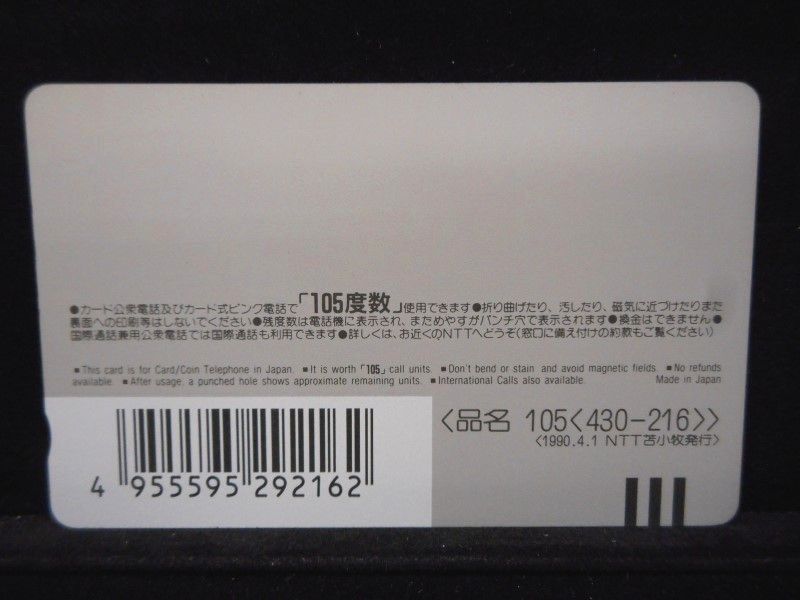 ●カード公衆電話及びカード式ピンク電話で「105度数」使用できます●折り曲げたり、汚したり、磁気に近づけたりまた
裏面への印刷等はしないでください●残度数は電話機に表示され、まためやすがパンチ穴で表示されます●換金はできません●
国際通話兼用公衆電話では国際通話も利用できます●詳しくは、お近くのNTTへどうぞ(窓口に備え付けの約款もご覧ください)
■This card is for Card/Coin Telephone in Japan. ■It is worth「105」call units. ■Don't bend or stain and avoid magnetic fields. ■No refunds
available. ■After usage, a punched hole shows approximate remaining units. ■International Calls also available. Made in Japan
〈品名 105〈430-216〉〉
〈1990.4.1 NTT苫小牧発行〉
4 955595 292162